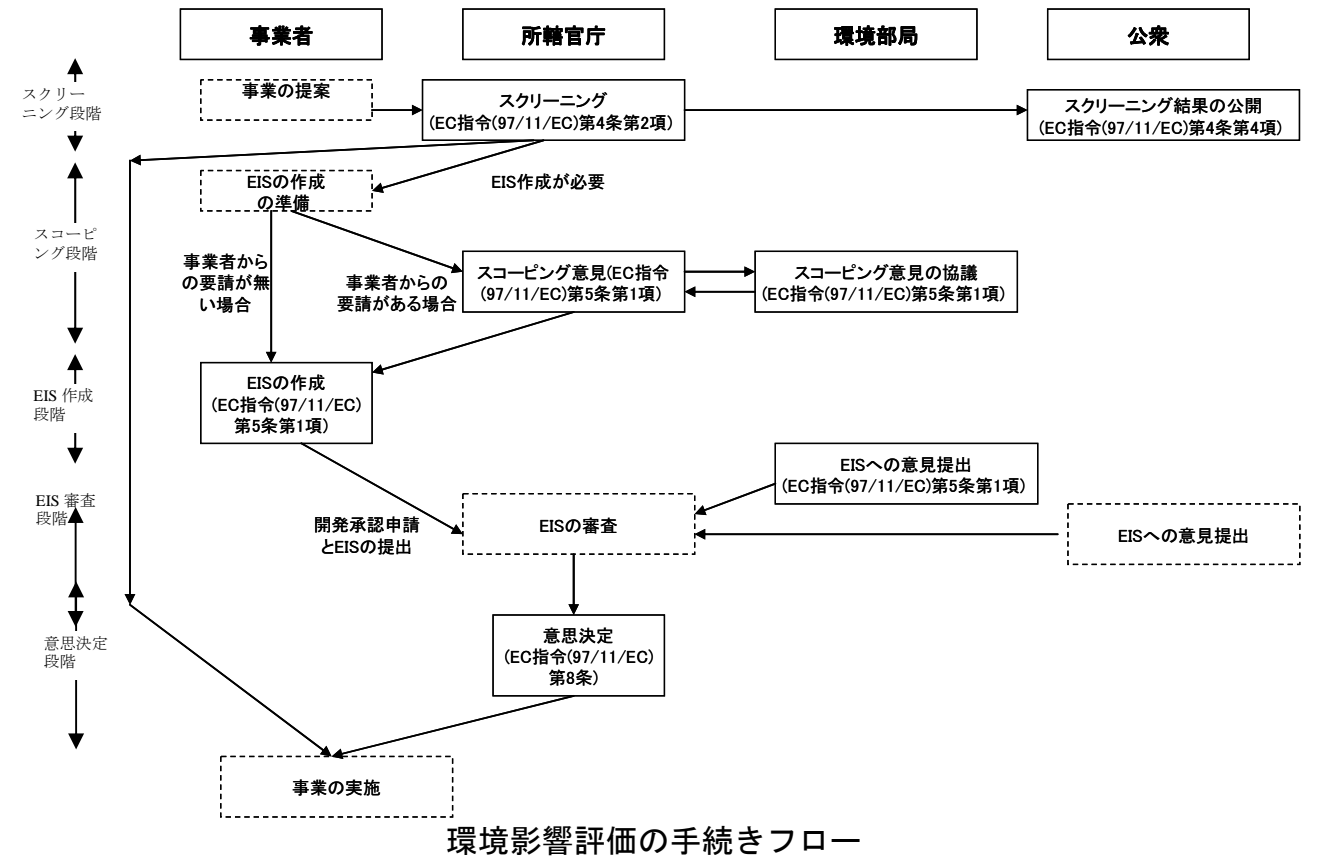 事業者
所轄官庁
環境部局
公衆
スクリー
ニング段階
事業の提案
スクリーニング
(EC指令(97/11/EC)第4条第2項)
スクリーニング結果の公開
(EC指令(97/11/EC)第4条第4項)
EISの作成
の準備
EIS作成が必要
スコーピ
ング段階
事業者から
の要請が無
い場合
事業者からの
要請がある場合
スコーピング意見(EC指令
(97/11/EC)第5条第1項)
スコーピング意見の協議
(EC指令(97/11/EC)第5条第1項)
EIS 作成
段階
EISの作成
(EC指令(97/11/EC)
第5条第1項)
EIS 審査
段階
開発承認申請
とEISの提出
EISの審査
EISへの意見提出
(EC指令(97/11/EC)第5条第1項)
EISへの意見提出
意思決定
段階
意思決定
(EC指令(97/11/EC)
第8条)
事業の実施
環境影響評価の手続きフロー